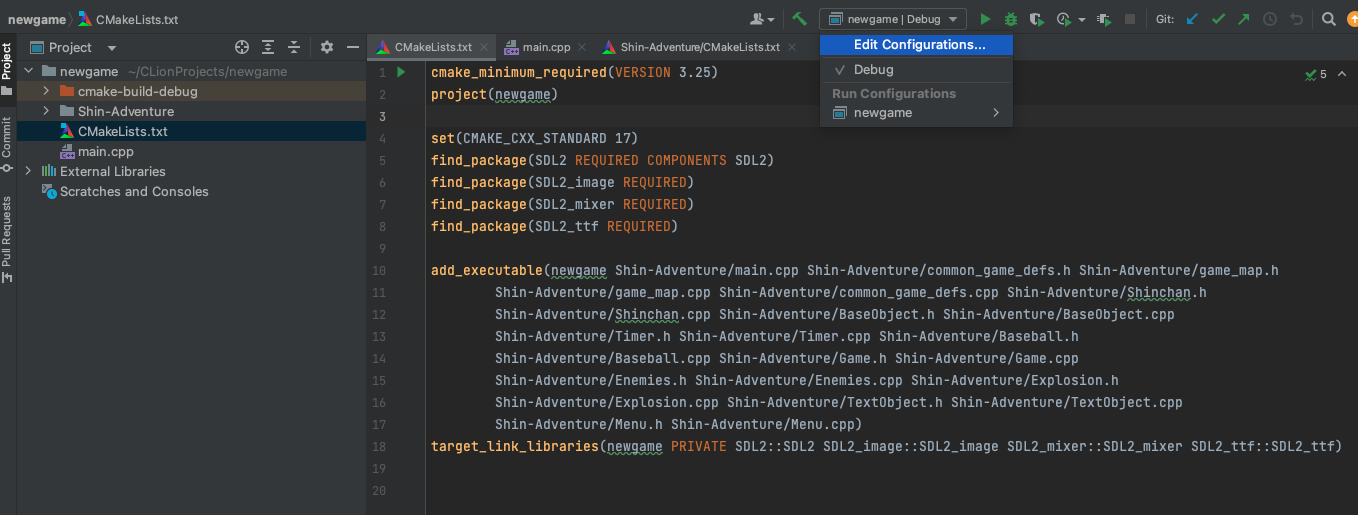 newgame CMakeLists.txt
newgame | Debug
Git:
Project
CMakeLists.txt
main.cpp
Shin-Adventure/CMakeLists.txt
Edit Configurations...
Debug
Run Configurations
newgame
Project
Commit
Pull Requests
newgame ~/CLionProjects/newgame
cmake-build-debug
Shin-Adventure
CMakeLists.txt
C++ main.cpp
External Libraries
Scratches and Consoles
5
1 cmake_minimum_required(VERSION 3.25)
2 project(newgame)
3
4 set(CMAKE_CXX_STANDARD 17)
5 find_package(SDL2 REQUIRED COMPONENTS SDL2)
6 find_package(SDL2_image REQUIRED)
7 find_package(SDL2_mixer REQUIRED)
8 find_package(SDL2_ttf REQUIRED)
9
10 add_executable(newgame Shin-Adventure/main.cpp Shin-Adventure/common_game_defs.h Shin-Adventure/game_map.h
11 Shin-Adventure/game_map.cpp Shin-Adventure/common_game_defs.cpp Shin-Adventure/Shinchan.h
12 Shin-Adventure/Shinchan.cpp Shin-Adventure/BaseObject.h Shin-Adventure/BaseObject.cpp
13 Shin-Adventure/Timer.h Shin-Adventure/Timer.cpp Shin-Adventure/Baseball.h
14 Shin-Adventure/Baseball.cpp Shin-Adventure/Game.h Shin-Adventure/Game.cpp
15 Shin-Adventure/Enemies.h Shin-Adventure/Enemies.cpp Shin-Adventure/Explosion.h
16 Shin-Adventure/Explosion.cpp Shin-Adventure/TextObject.h Shin-Adventure/TextObject.cpp
17 Shin-Adventure/Menu.h Shin-Adventure/Menu.cpp)
18 target_link_libraries(newgame PRIVATE SDL2::SDL2 SDL2_image::SDL2_image SDL2_mixer::SDL2_mixer SDL2_ttf::SDL2_ttf)
19
20